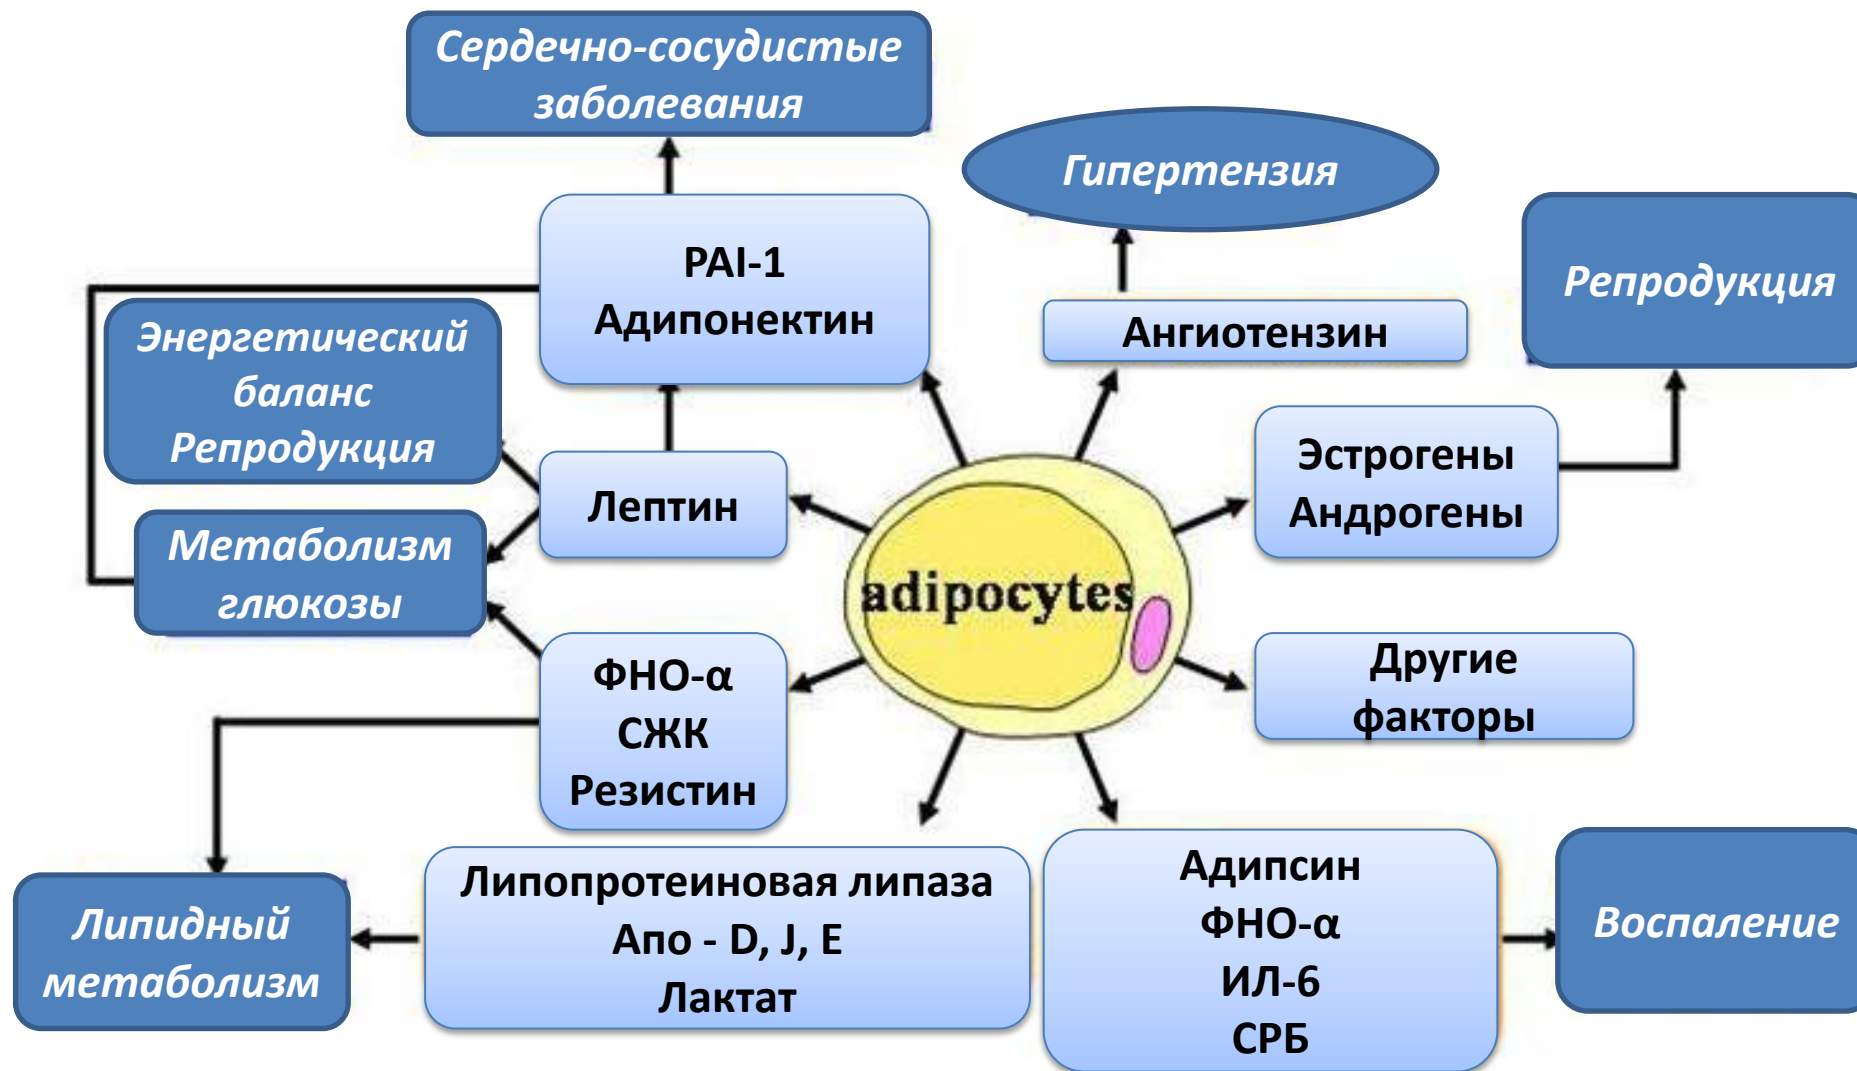 Сердечно-сосудистые
заболевания
Гипертензия
Репродукция
PAI-1
Адипонектин
Ангиотензин
Энергетический
баланс
Репродукция
Эстрогены
Андрогены
Лептин
Метаболизм
глюкозы
adipocytes
ФНО-α
СЖК
Резистин
Другие
факторы
Липопротеиновая липаза
Апо - D, J, E
Лактат
Адипсин
ФНО-α
ИЛ-6
СРБ
Воспаление
Липидный
метаболизм